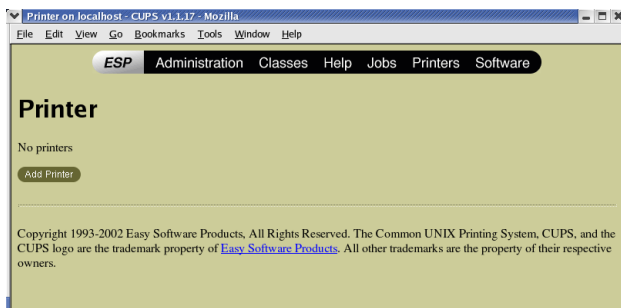 Printer on localhost - CUPS v1.1.17 - Mozilla
File Edit View Go Bookmarks Tools Window Help
ESP Administration Classes Help Jobs Printers Software
Printer
No printers
Add Printer
Copyright 1993-2002 Easy Software Products, All Rights Reserved. The Common UNIX Printing System, CUPS, and the
CUPS logo are the trademark property of Easy Software Products. All other trademarks are the property of their respective
owners.